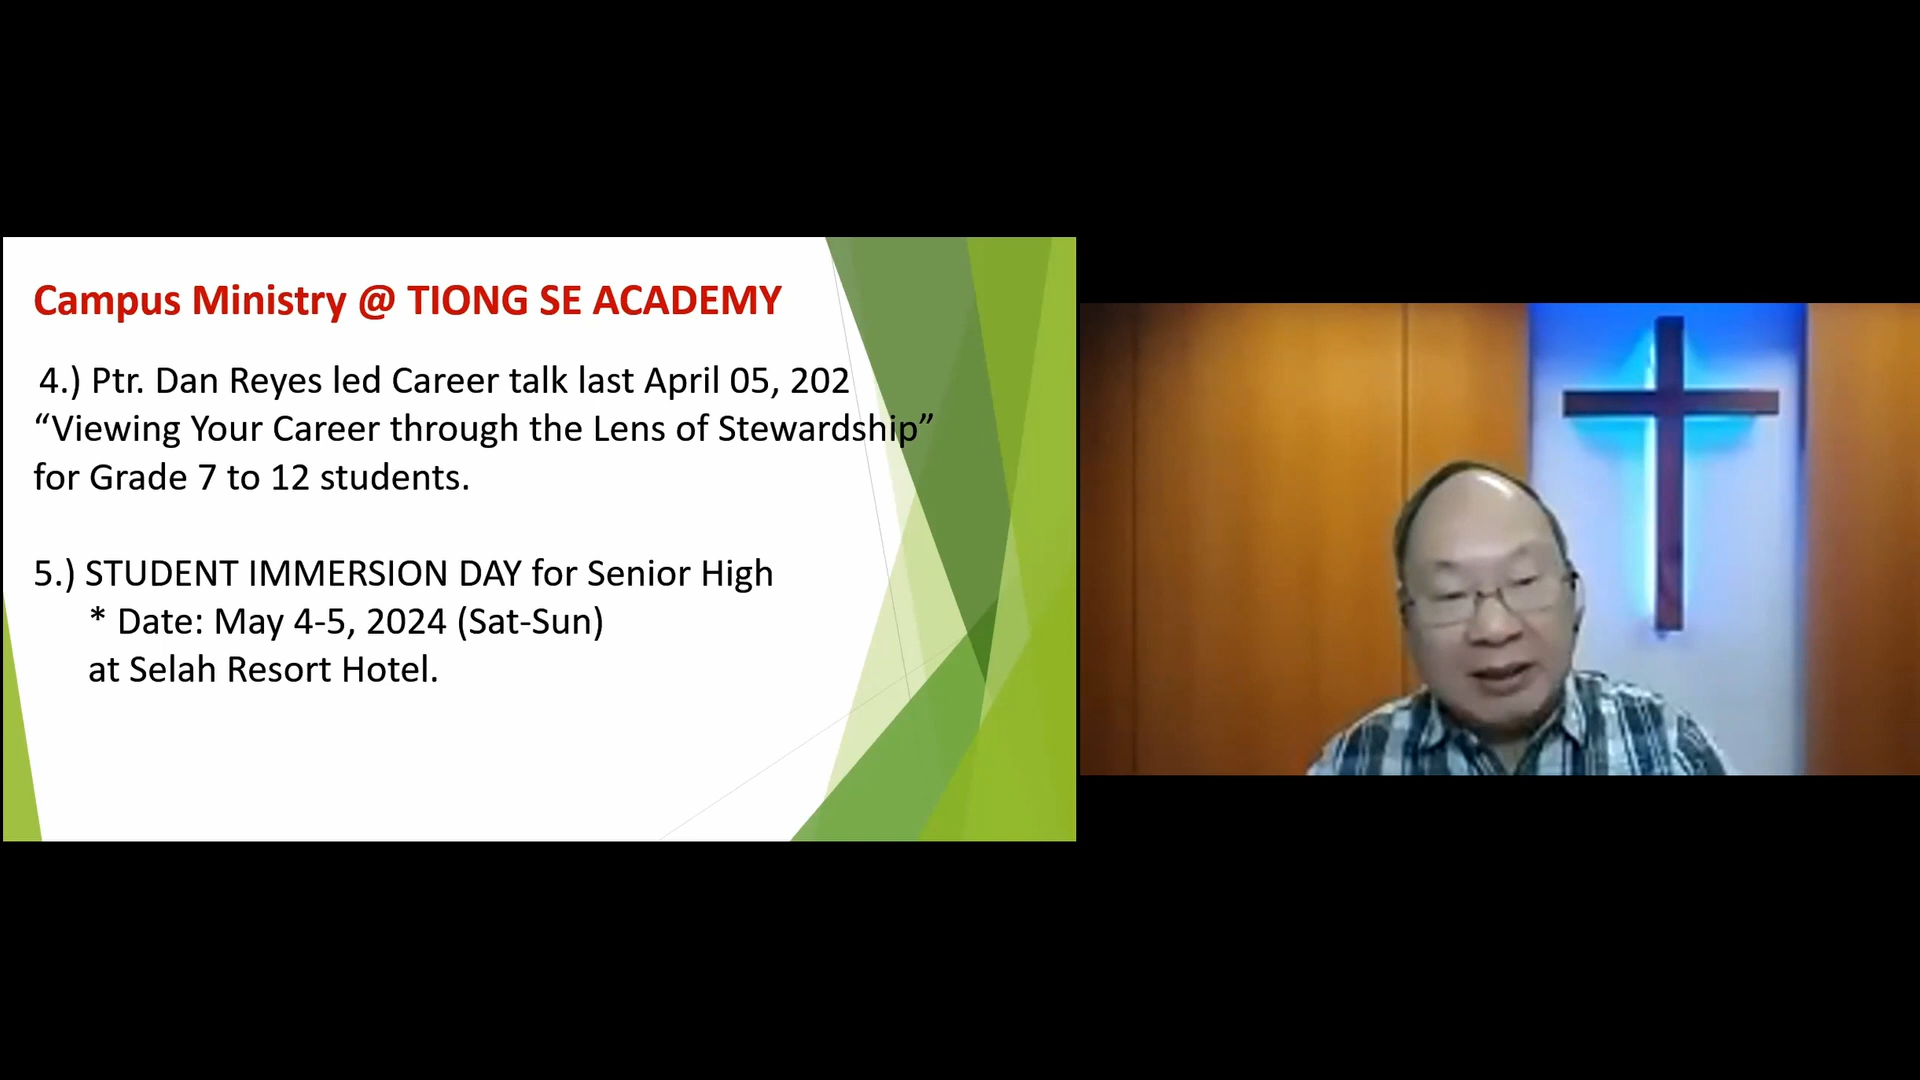 Campus Ministry @ TIONG SE ACADEMY
4.) Ptr. Dan Reyes led Career talk last April 05, 202
“Viewing Your Career through the Lens of Stewardship”
for Grade 7 to 12 students.
5.) STUDENT IMMERSION DAY for Senior High
* Date: May 4-5, 2024 (Sat-Sun)
at Selah Resort Hotel.